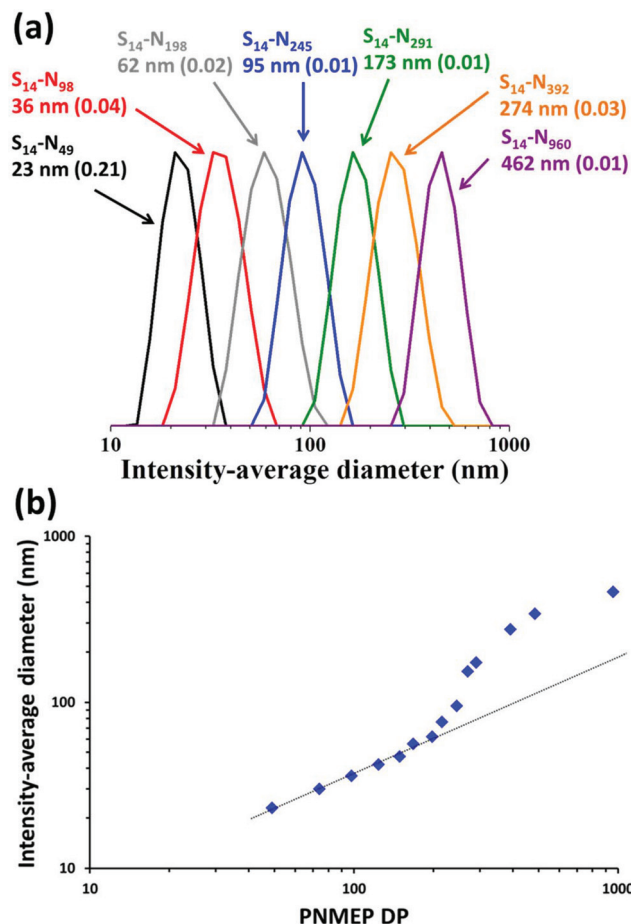 (a)
S₁₄-N₄₉
23 nm (0.21)
S₁₄-N₉₈
36 nm (0.04)
S₁₄-N₁₉₈
62 nm (0.02)
S₁₄-N₂₄₅
95 nm (0.01)
S₁₄-N₂₉₁
173 nm (0.01)
S₁₄-N₃₉₂
274 nm (0.03)
S₁₄-N₉₆₀
462 nm (0.01)
10
100
1000
Intensity-average diameter (nm)
(b)
Intensity-average diameter (nm)
1000
100
10
10
100
1000
PNMEP DP